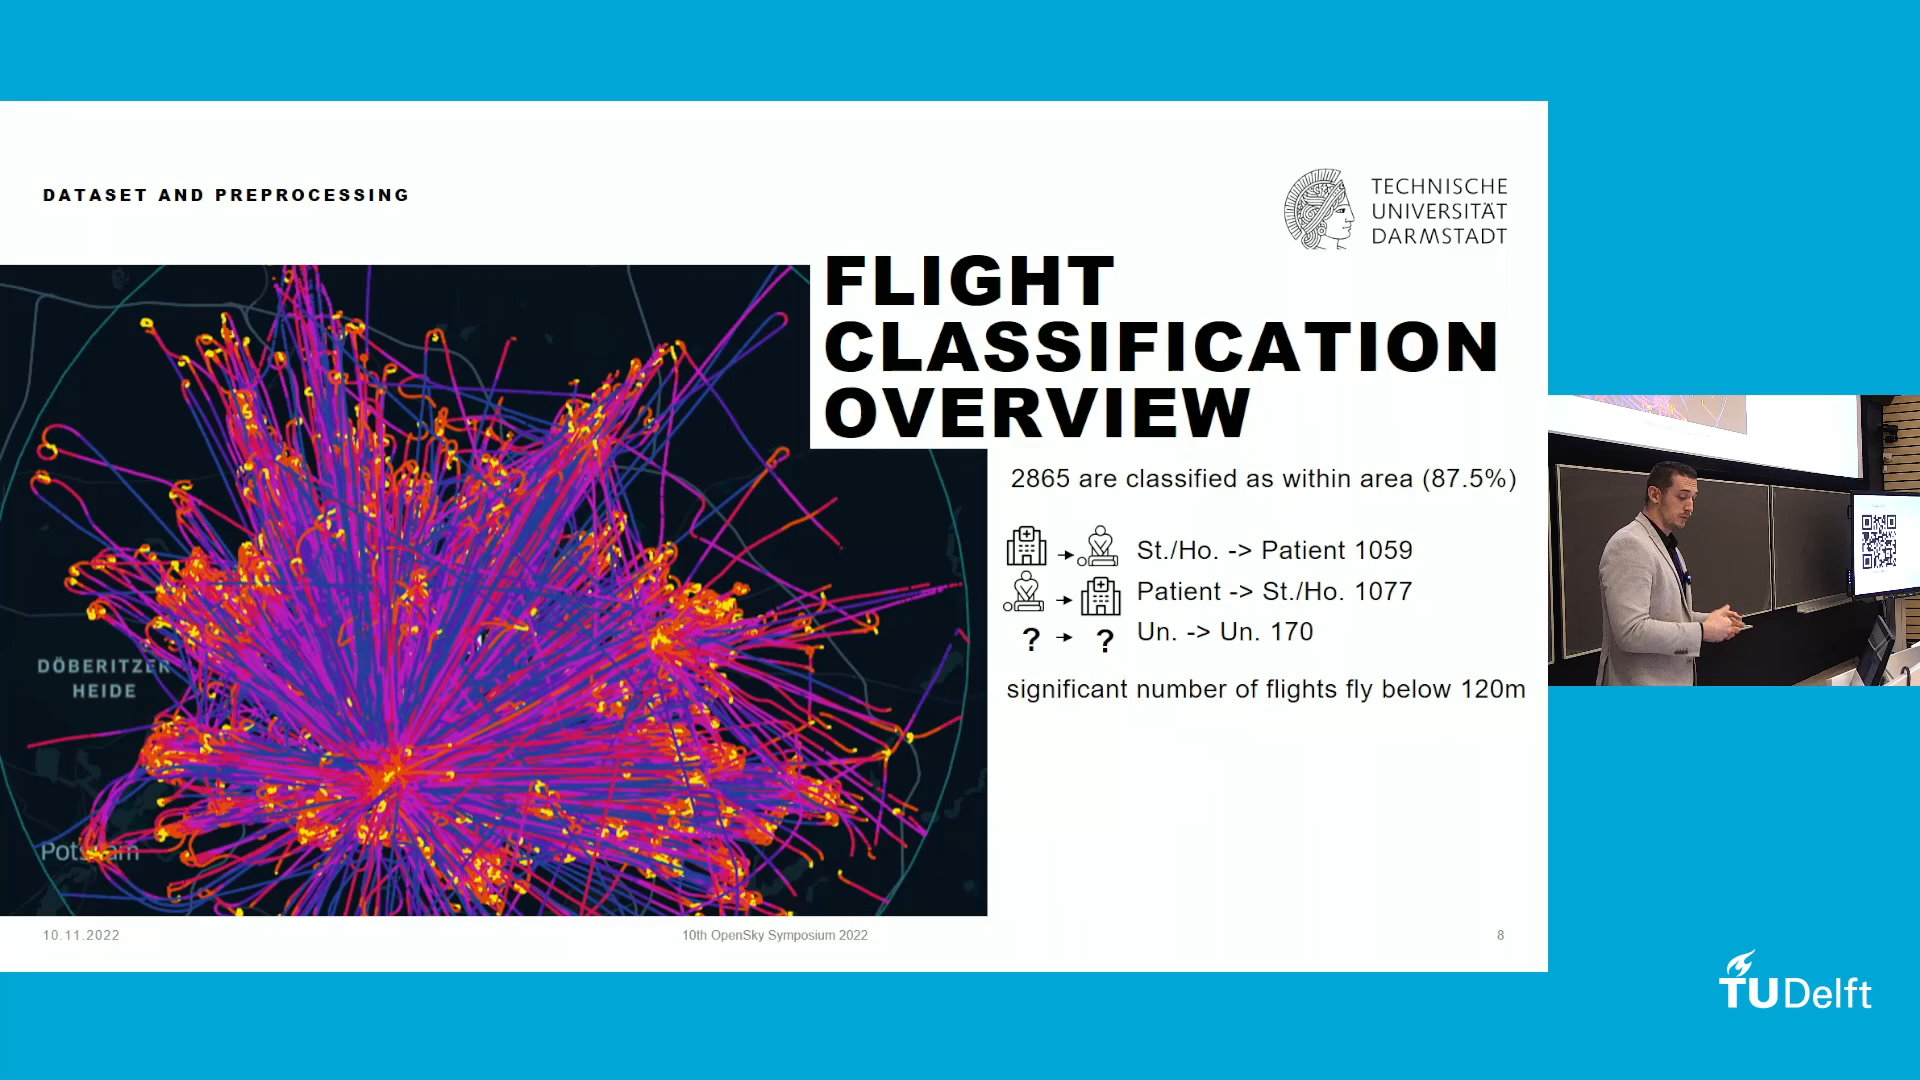 DATASET AND PREPROCESSING
TECHNISCHE
UNIVERSITÄT
DARMSTADT
FLIGHT
CLASSIFICATION
OVERVIEW
2865 are classified as within area (87.5%)
St./Ho. -> Patient 1059
Patient -> St./Ho. 1077
? ? Un. -> Un. 170
significant number of flights fly below 120m
DÖBERITZER
HEIDE
Potsdam
10.11.2022
10th OpenSky Symposium 2022
8
TUDelft